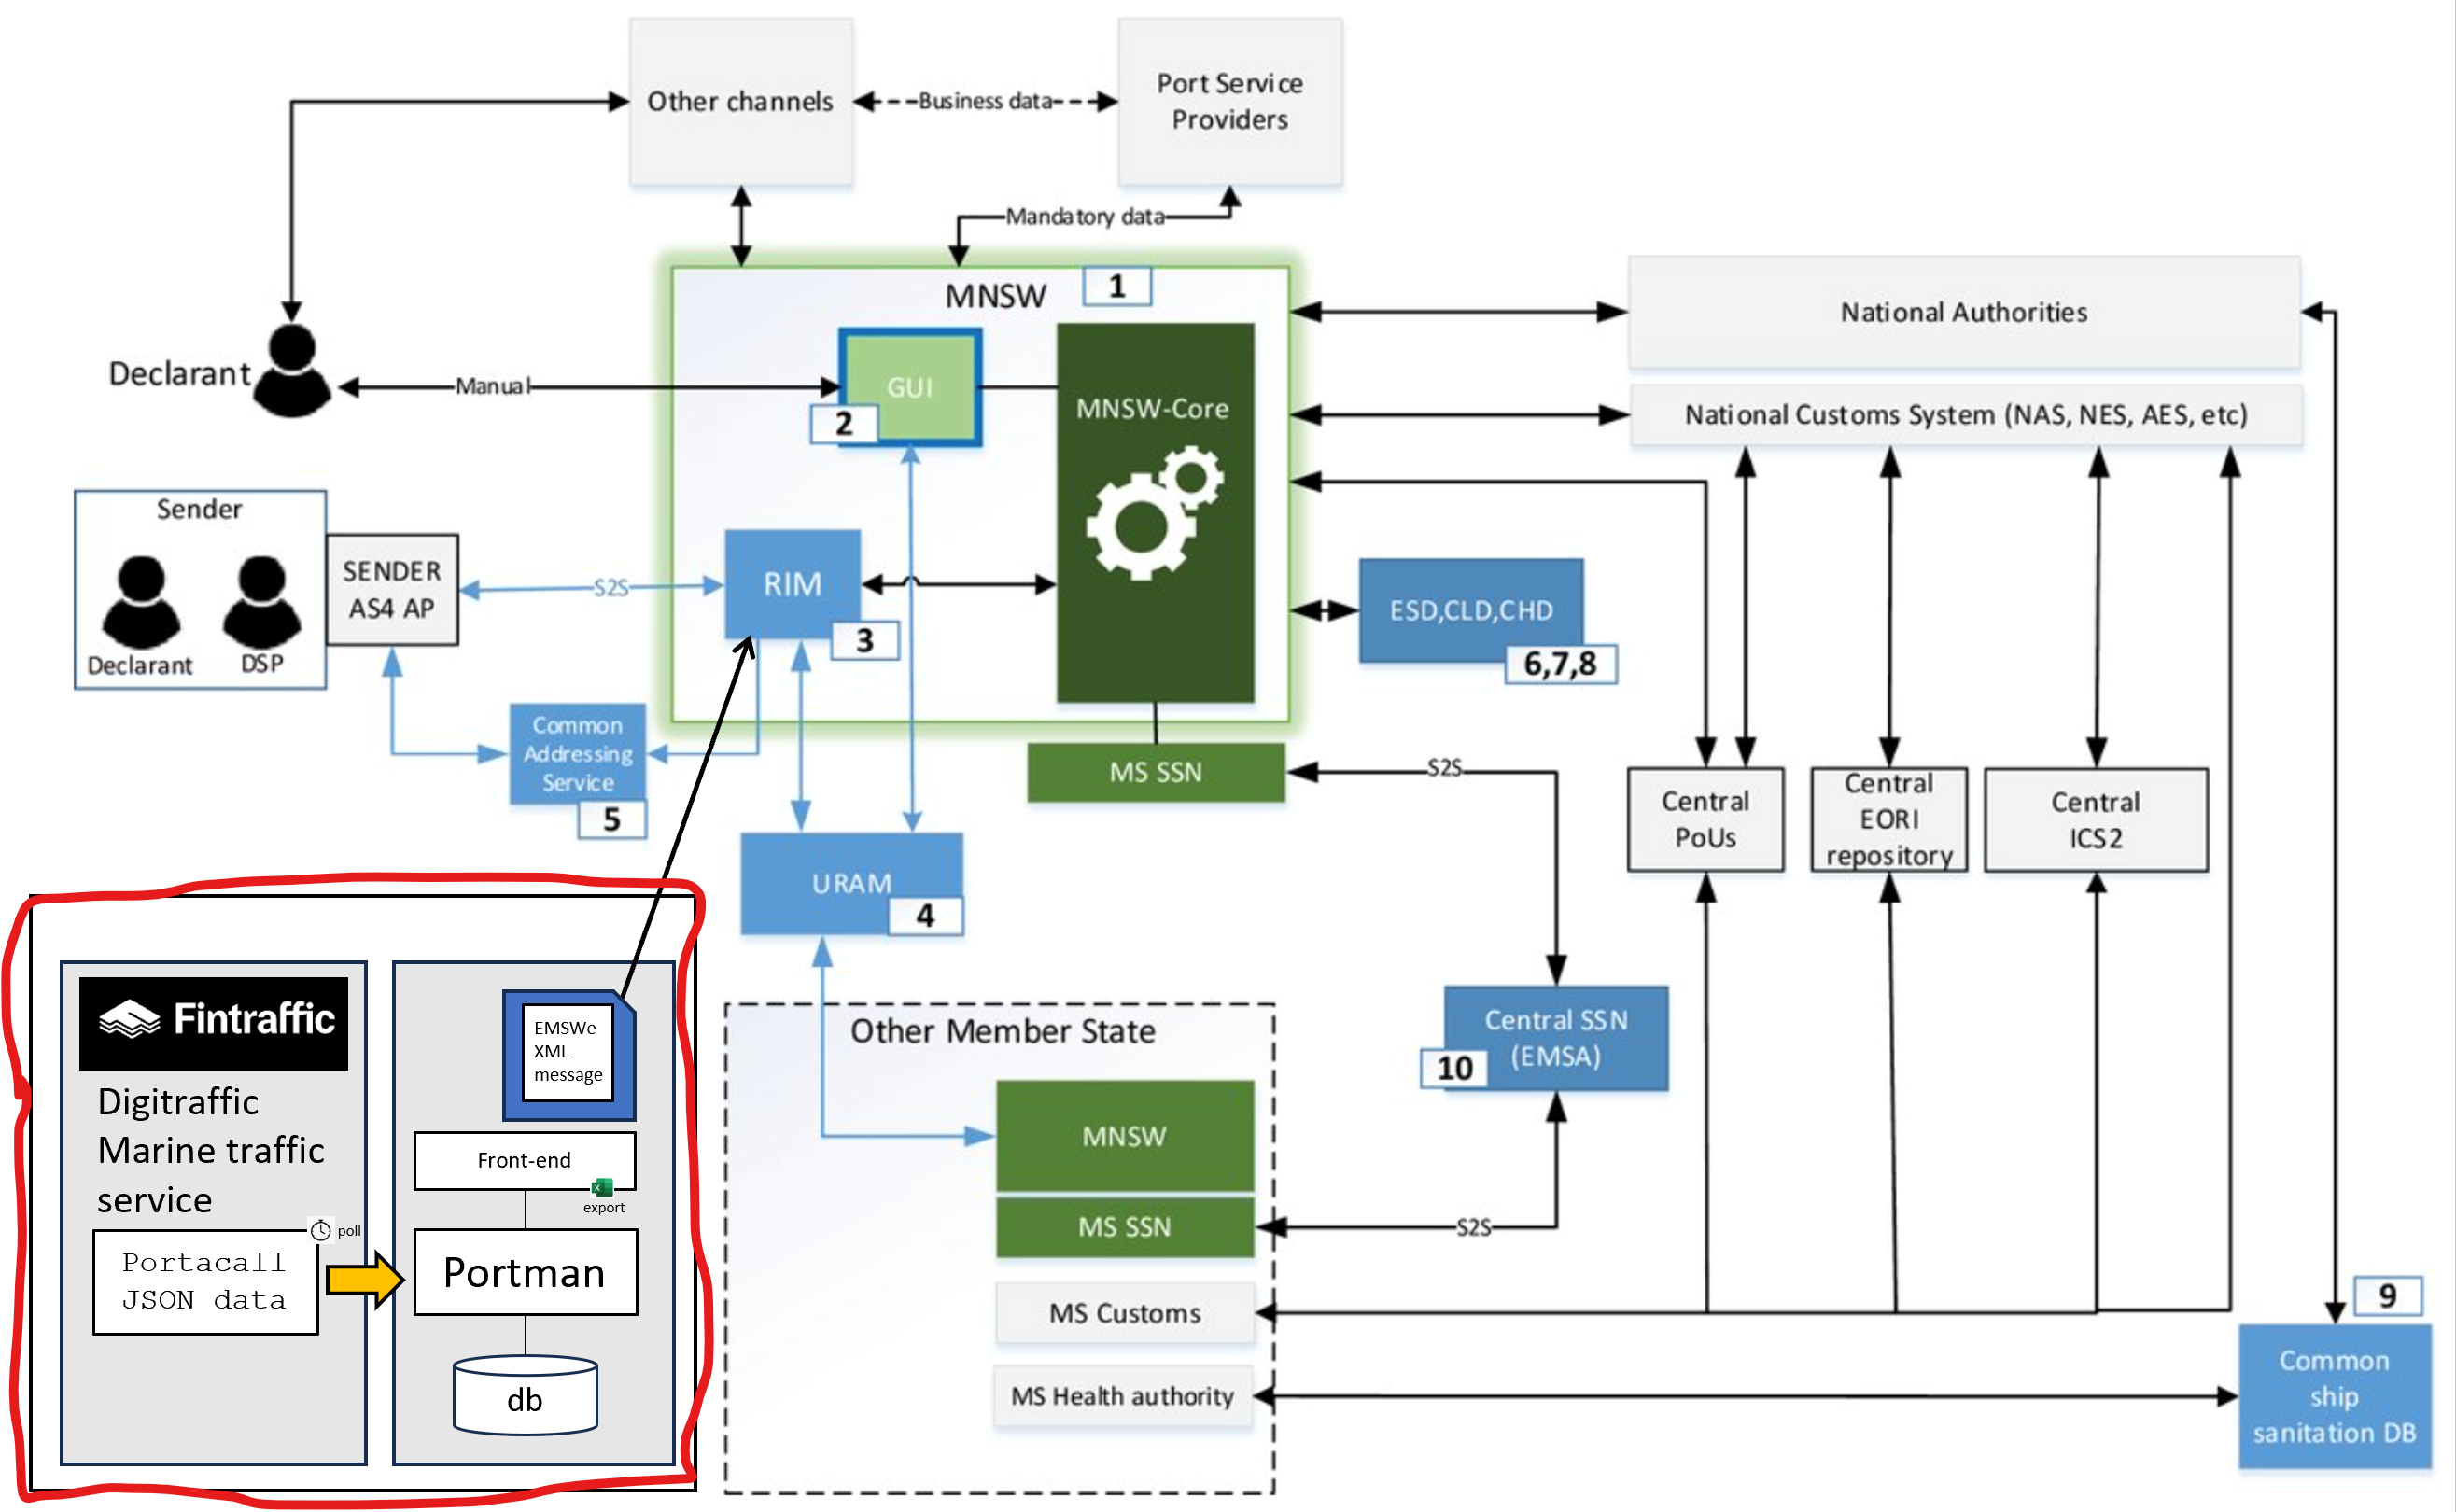 Other channels
Business data
Port Service
Providers
Mandatory data
MNSW
1
National Authorities
Declarant
Manual
GUI
2
MNSW-Core
National Customs System (NAS, NES, AES, etc)
Sender
Declarant
DSP
SENDER
AS4 AP
S2S
RIM
3
ESD,CLD,CHD
6,7,8
Common
Addressing
Service
5
MS SSN
S2S
Central
PoUs
Central
EORI
repository
Central
ICS2
URAM
4
Fintraffic
Digitraffic
Marine traffic
service
poll
Portacall
JSON data
EMSWe
XML
message
Front-end
export
Portman
db
Other Member State
MNSW
MS SSN
S2S
MS Customs
MS Health authority
Central SSN
(EMSA)
10
9
Common
ship
sanitation DB